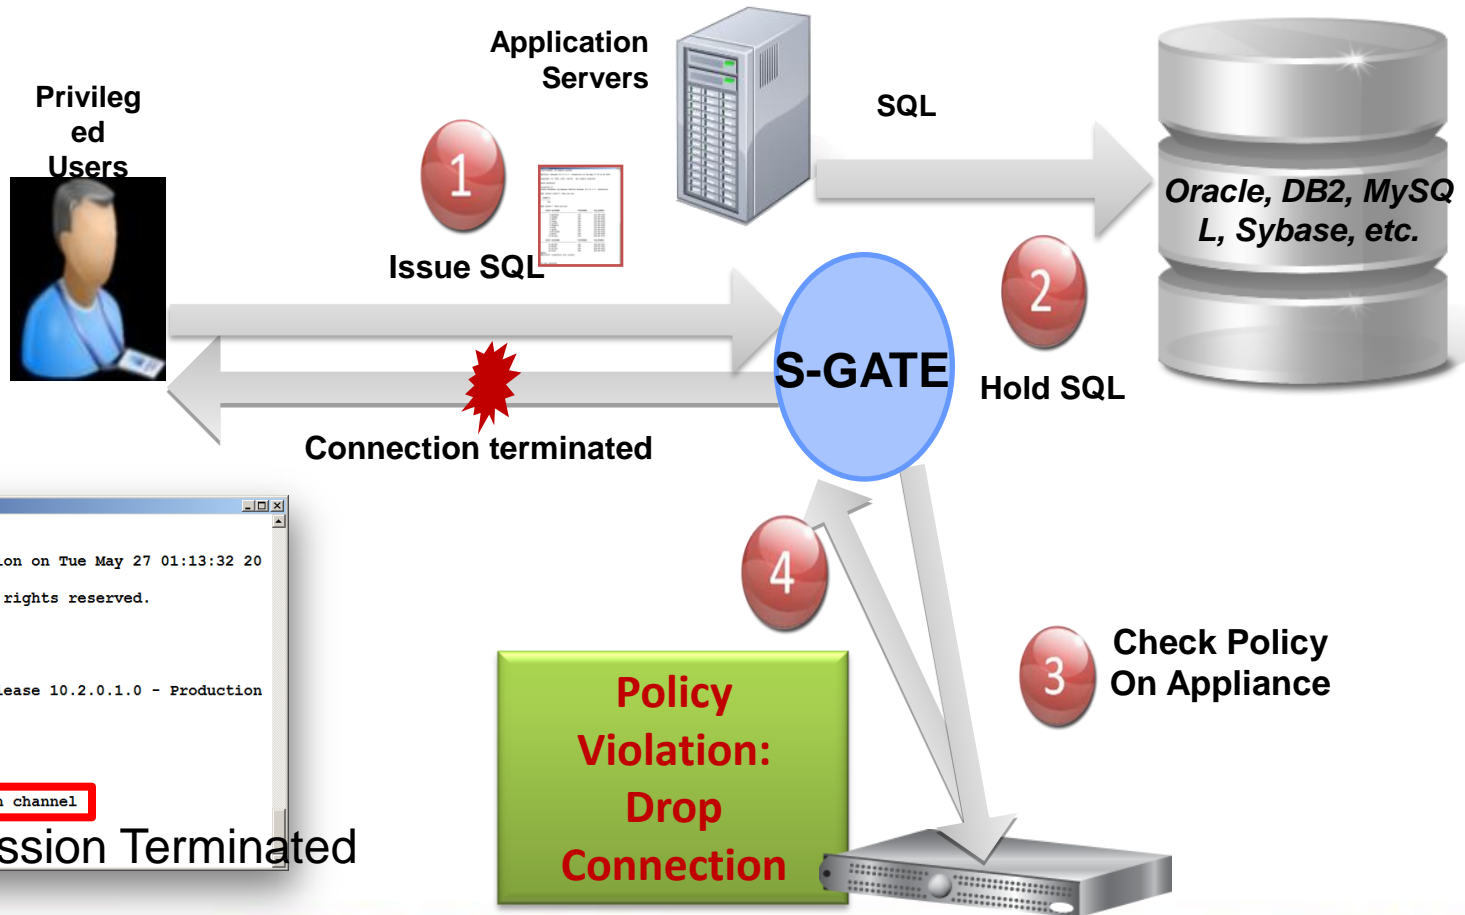 Application
Servers
Privileg
ed
Users
SQL
1
Issue SQL
Oracle, DB2, MySQ
L, Sybase, etc.
2
Hold SQL
S-GATE
Connection terminated
ion on Tue May 27 01:13:32 20
rights reserved.
lease 10.2.0.1.0 - Production
channel
ssion Terminated
4
3
Check Policy
On Appliance
Policy
Violation:
Drop
Connection